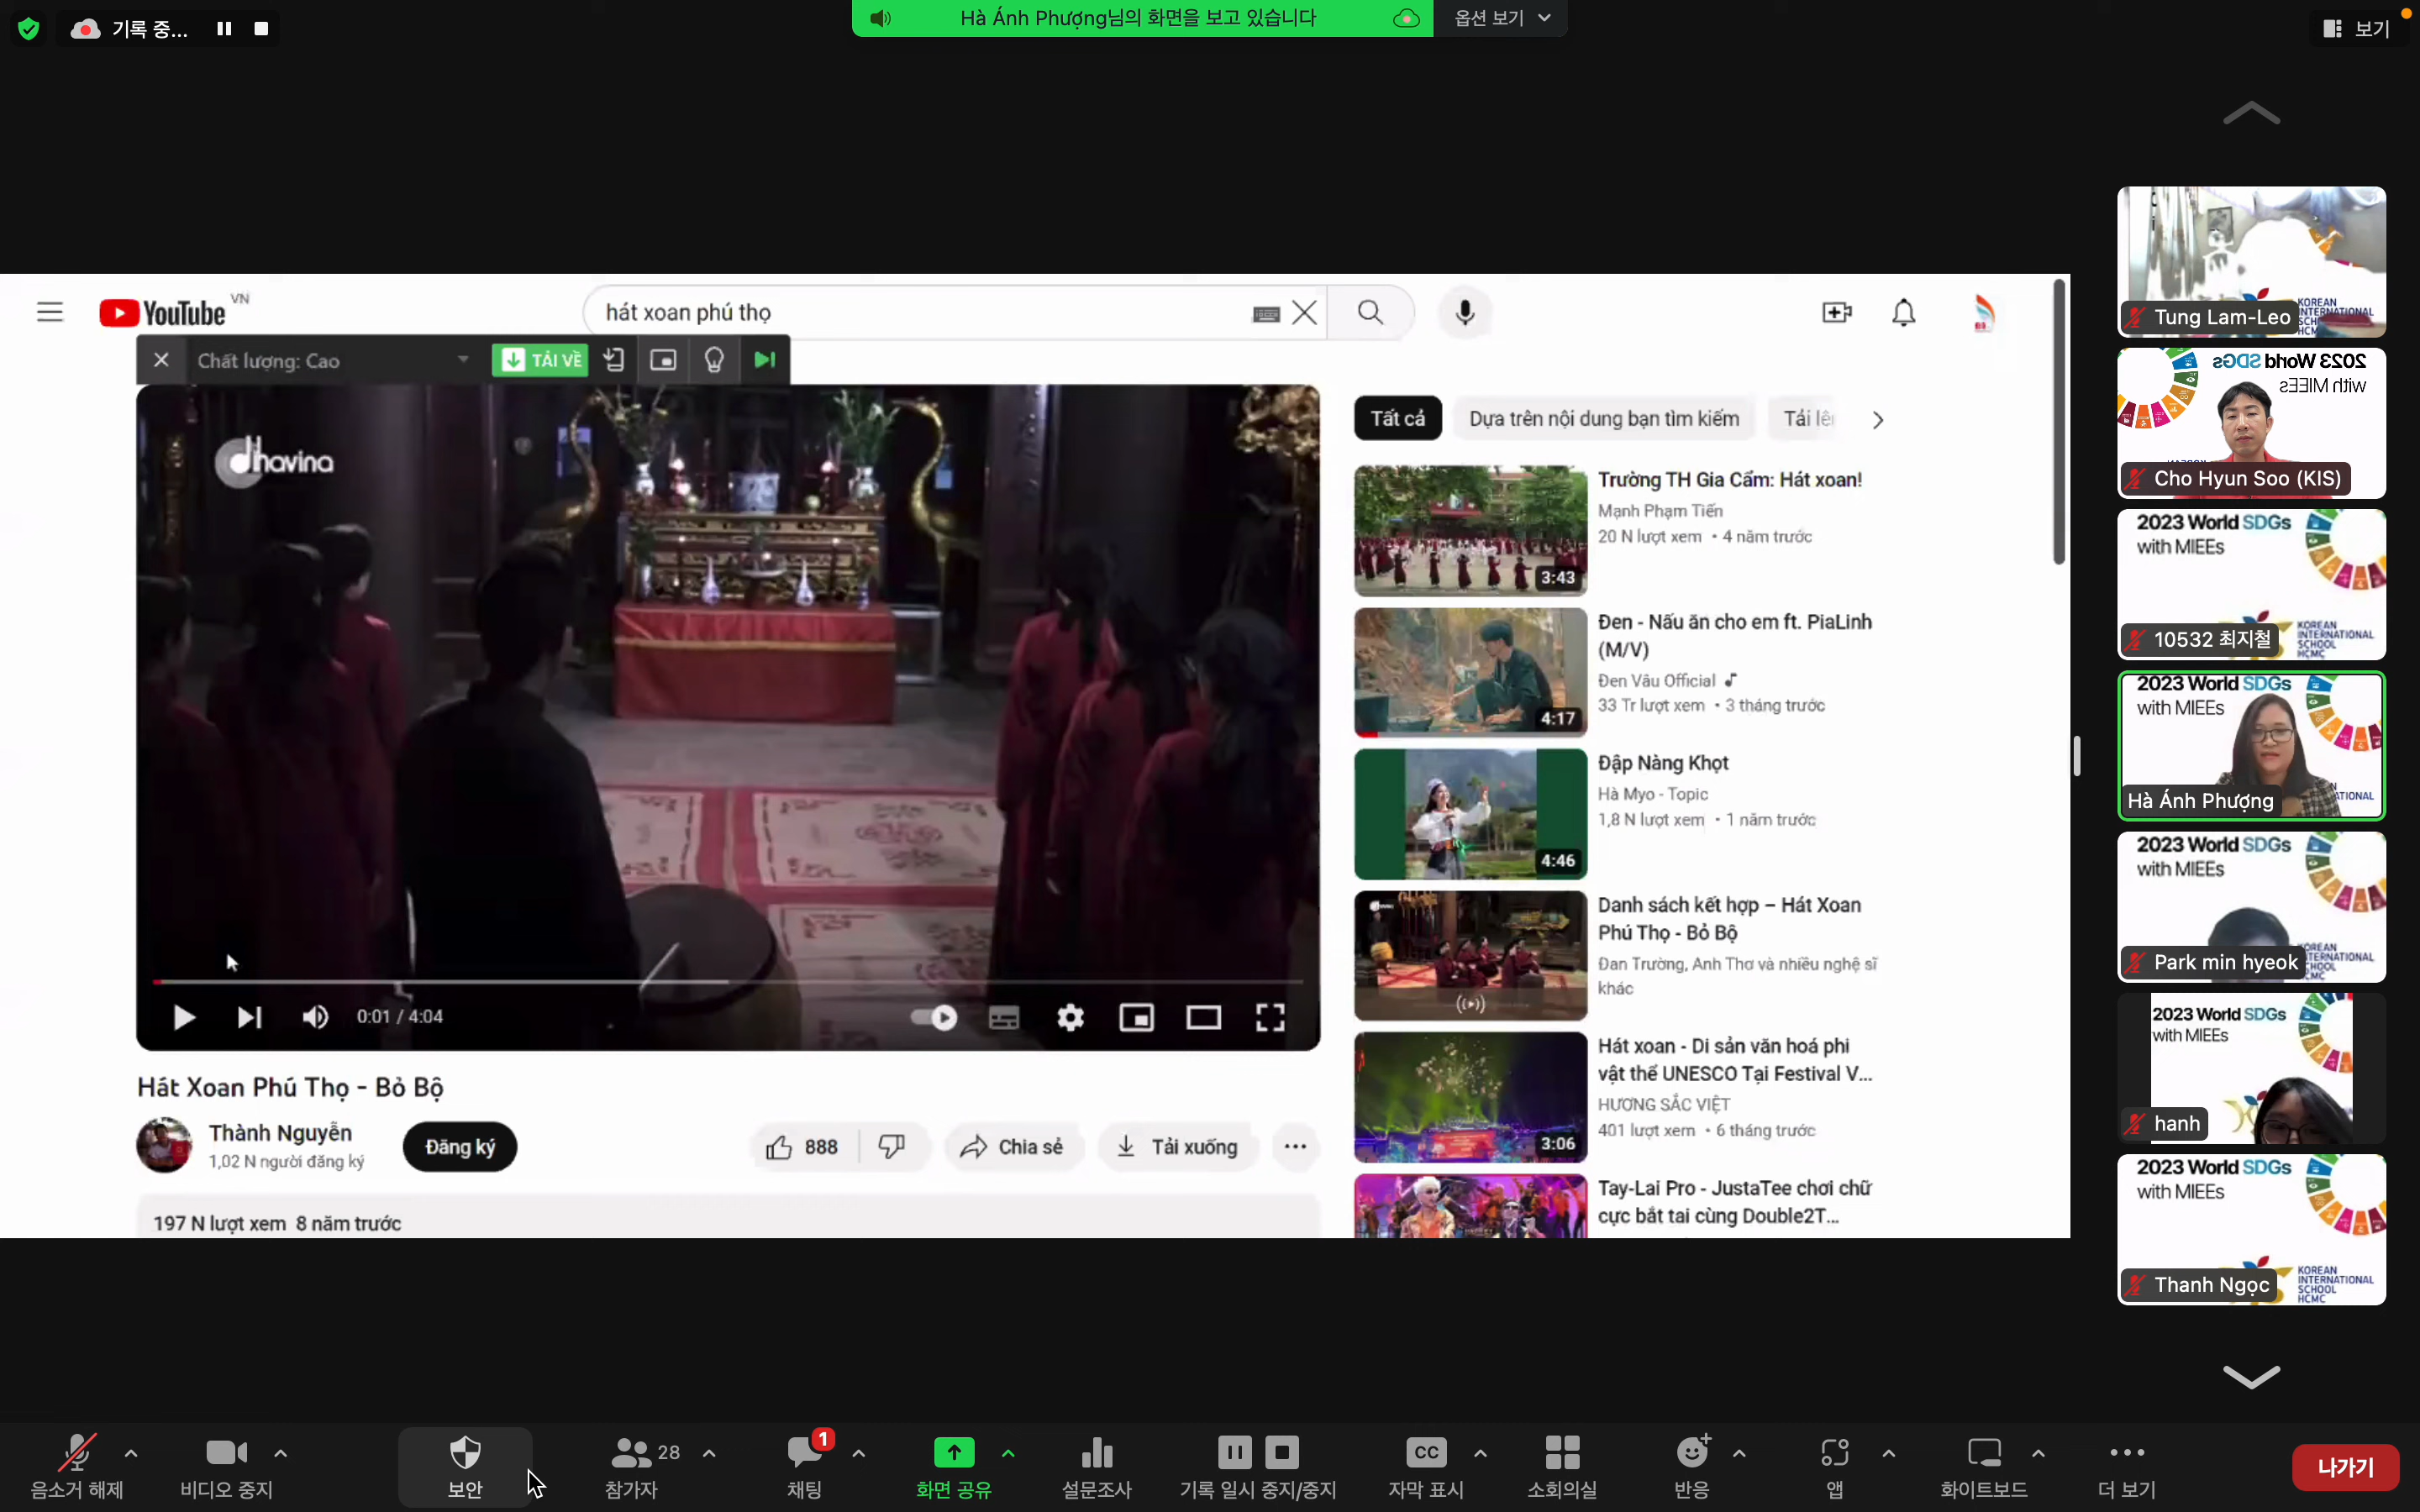 기록 중...
Hà Ánh Phượng님의 화면을 보고 있습니다
옵션 보기
보기
YouTube VN
hát xoan phú thọ
Chất lượng: Cao
TẢI VỀ
dhavina
0:01 / 4:04
Hát Xoan Phú Thọ - Bỏ Bộ
Thành Nguyễn
1,02 N người đăng ký
Đăng ký
888
Chia sẻ
Tải xuống
197 N lượt xem 8 năm trước
Tất cả
Dựa trên nội dung bạn tìm kiếm
Tải lên
Trường TH Gia Cẩm: Hát xoan!
Mạnh Phạm Tiến
20 N lượt xem • 4 năm trước
3:43
Đen - Nấu ăn cho em ft. PiaLinh
(M/V)
Đen Vâu Official
33 Tr lượt xem • 3 tháng trước
4:17
Đập Nàng Khọt
Hà Myo - Topic
1,8 N lượt xem • 1 năm trước
4:46
Danh sách kết hợp – Hát Xoan
Phú Thọ - Bỏ Bộ
Đan Trường, Anh Thơ và nhiều nghệ sĩ
khác
Hát xoan - Di sản văn hoá phi
vật thể UNESCO Tại Festival V...
HƯƠNG SẮC VIỆT
401 lượt xem • 6 tháng trước
3:06
Tay-Lai Pro - JustaTee chơi chữ
cực bắt tai cùng Double2T...
KOREAN
INTERNATIONAL
Tung Lam-Leo
2023 World SDGs
with MIEEs
Cho Hyun Soo (KIS)
2023 World SDGs
with MIEEs
KOREAN
INTERNATIONAL
SCHOOL
HCMC
10532 최지철
2023 World SDGs
with MIEEs
Hà Ánh Phượng
2023 World SDGs
with MIEEs
Park min hyeok
2023 World SDGs
with MIEEs
hanh
2023 World SDGs
with MIEEs
KOREAN
INTERNATIONAL
SCHOOL
HCMC
Thanh Ngọc
음소거 해제
비디오 중지
보안
28
참가자
1
채팅
화면 공유
설문조사
기록 일시 중지/중지
CC
자막 표시
소회의실
반응
앱
화이트보드
더 보기
나가기